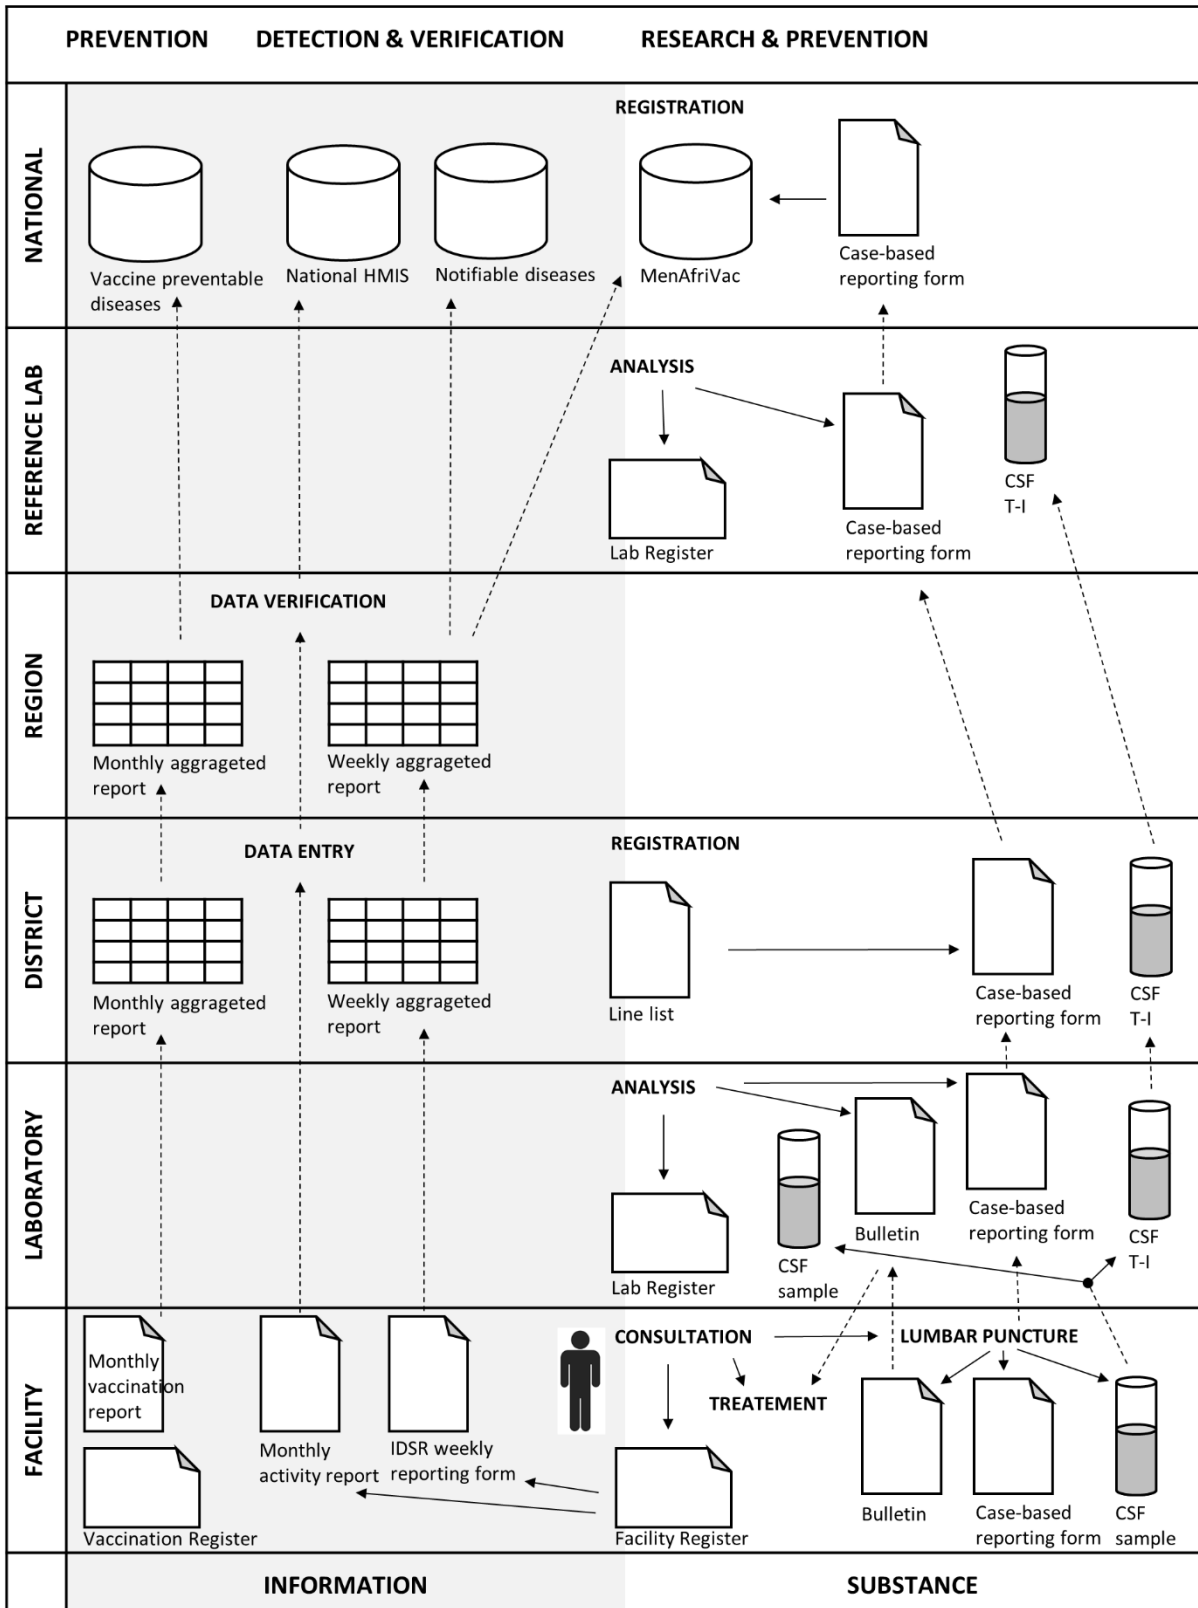 PREVENTION
DETECTION & VERIFICATION
RESEARCH & PREVENTION
NATIONAL
REGISTRATION
Vaccine preventable
diseases
National HMIS
Notifiable diseases
MenAfriVac
Case-based
reporting form
REFERENCE LAB
ANALYSIS
Lab Register
Case-based
reporting form
CSF
T-I
REGION
DATA VERIFICATION
Monthly aggrageted
report
Weekly aggrageted
report
DISTRICT
DATA ENTRY
REGISTRATION
Monthly aggrageted
report
Weekly aggrageted
report
Line list
Case-based
reporting form
CSF
T-I
LABORATORY
ANALYSIS
Lab Register
CSF
sample
Bulletin
Case-based
reporting form
CSF
T-I
FACILITY
CONSULTATION
LUMBAR PUNCTURE
TREATEMENT
Monthly
vaccination
report
Vaccination Register
Monthly
activity report
IDSR weekly
reporting form
Facility Register
Bulletin
Case-based
reporting form
CSF
sample
INFORMATION
SUBSTANCE